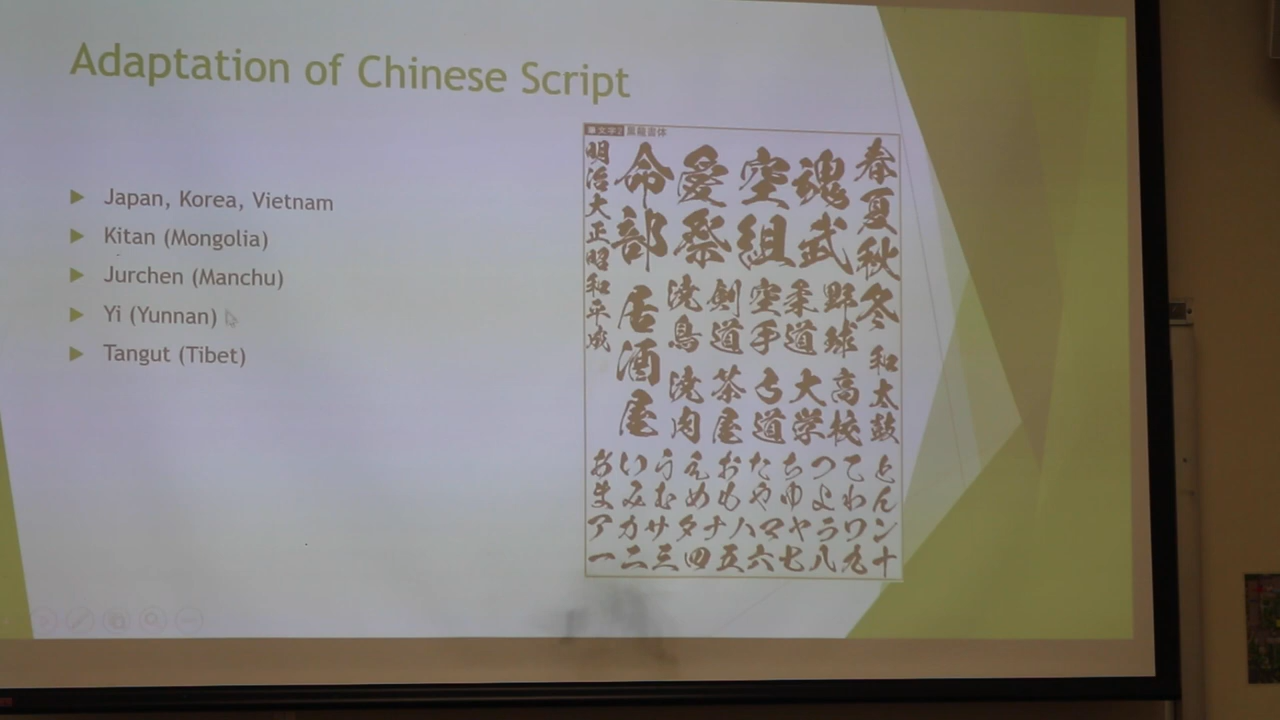 Adaptation of Chinese Script
Japan, Korea, Vietnam
Kitan (Mongolia)
Jurchen (Manchu)
Yi (Yunnan)
Tangut (Tibet)
黒龍書体
春夏秋冬
和太鼓
魂武
野球
高校
空組
柔道
大学
空手
弓道
愛祭
剣道
茶屋
焼鳥
焼肉
命部
居酒屋
明治大正昭和平成
あいうえおたちつてと
まみむめもやゆよわん
アカサタナハマヤラワン
一二三四五六七八九十